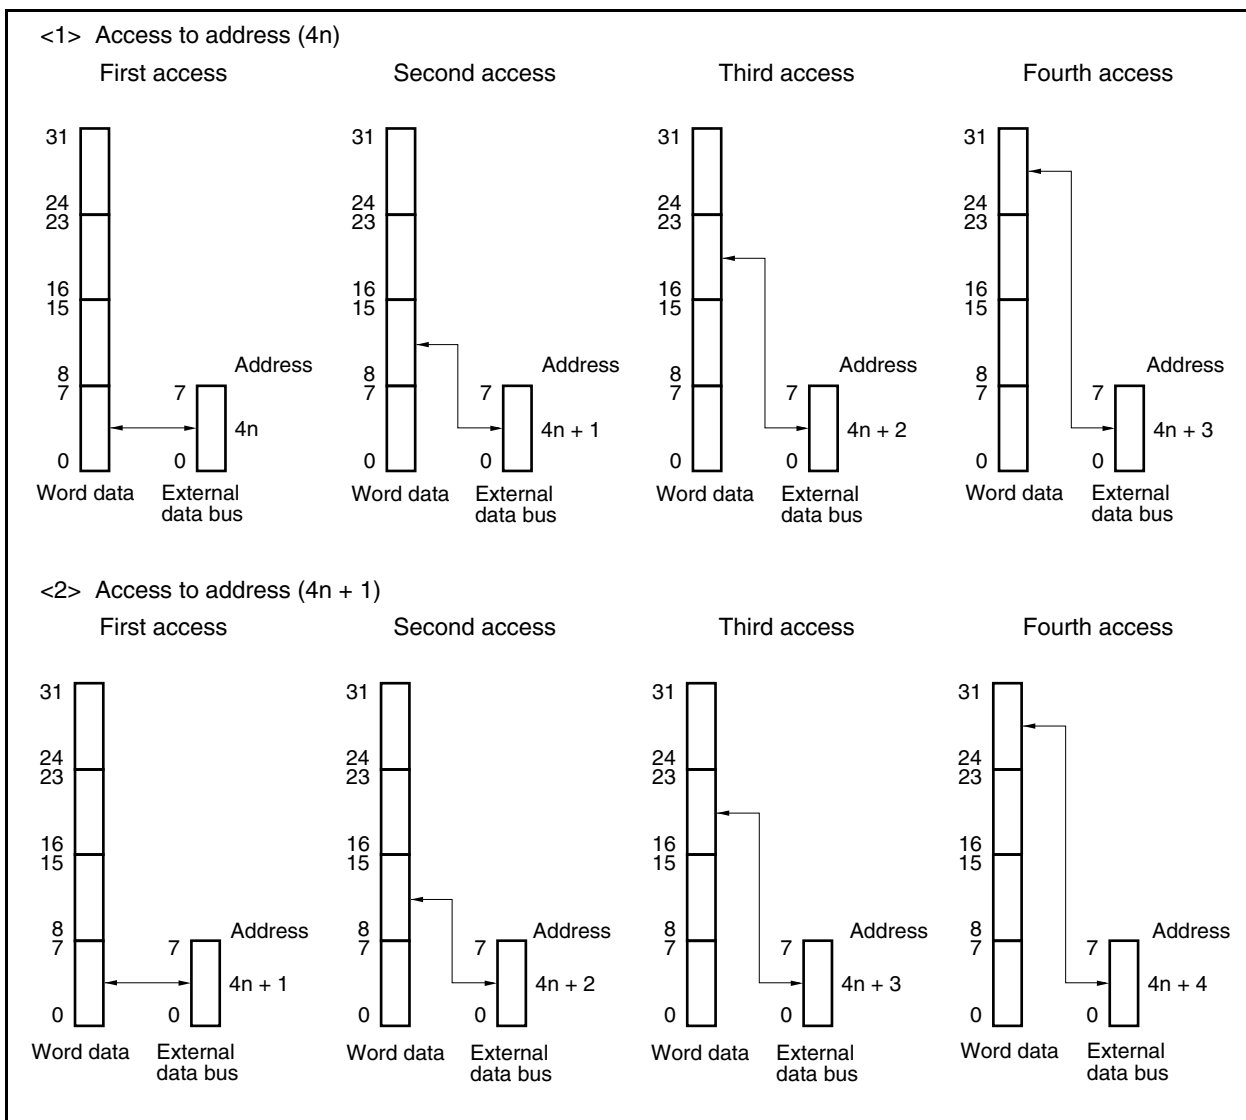 <1> Access to address (4n)
First access
Second access
Third access
Fourth access
31
24
23
16
15
8
7
0
Word data
Address
7
4n
0
External
data bus
31
24
23
16
15
8
7
0
Word data
Address
7
4n + 1
0
External
data bus
31
24
23
16
15
8
7
0
Word data
Address
7
4n + 2
0
External
data bus
31
24
23
16
15
8
7
0
Word data
Address
7
4n + 3
0
External
data bus
<2> Access to address (4n + 1)
First access
Second access
Third access
Fourth access
31
24
23
16
15
8
7
0
Word data
Address
7
4n + 1
0
External
data bus
31
24
23
16
15
8
7
0
Word data
Address
7
4n + 2
0
External
data bus
31
24
23
16
15
8
7
0
Word data
Address
7
4n + 3
0
External
data bus
31
24
23
16
15
8
7
0
Word data
Address
7
4n + 4
0
External
data bus